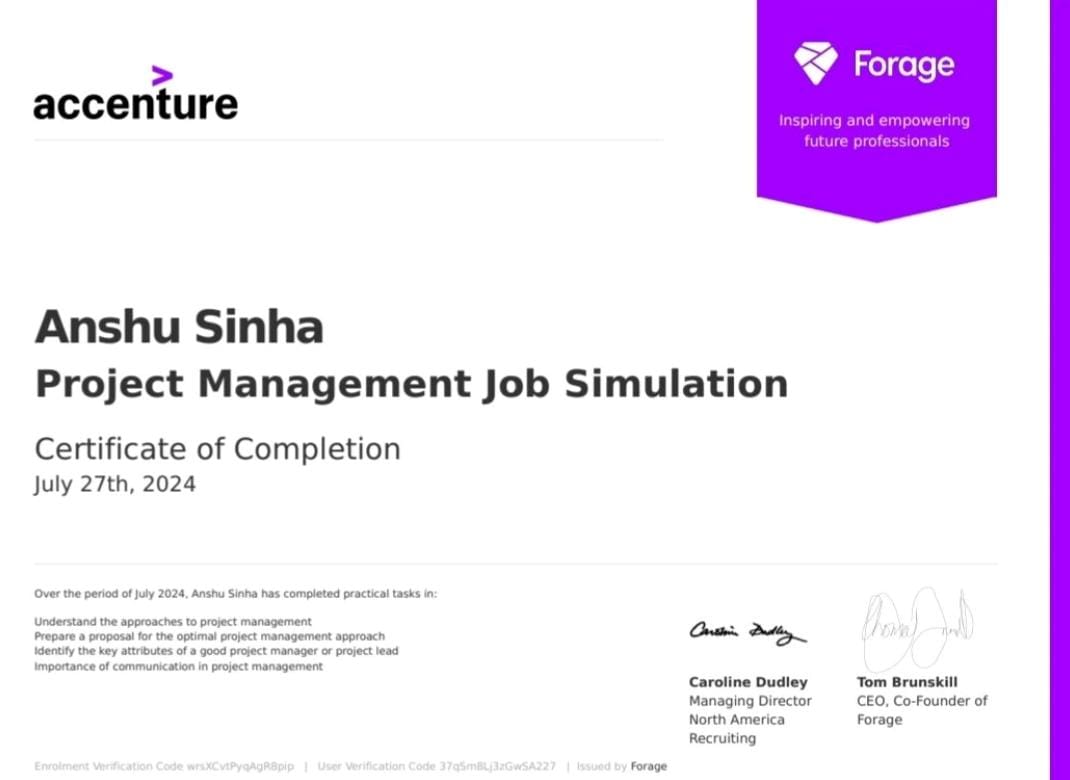 accenture
Forage
Inspiring and empowering
future professionals
Anshu Sinha
Project Management Job Simulation
Certificate of Completion
July 27th, 2024
Over the period of July 2024, Anshu Sinha has completed practical tasks in:
Understand the approaches to project management
Prepare a proposal for the optimal project management approach
Identify the key attributes of a good project manager or project lead
Importance of communication in project management
Caroline Dudley
Caroline Dudley
Managing Director
North America
Recruiting
Tom Brunskill
CEO, Co-Founder of
Forage
Enrolment Verification Code wrsXCvtPyqAgR8pip | User Verification Code 37qSmBLj3zGwSA227 | Issued by Forage